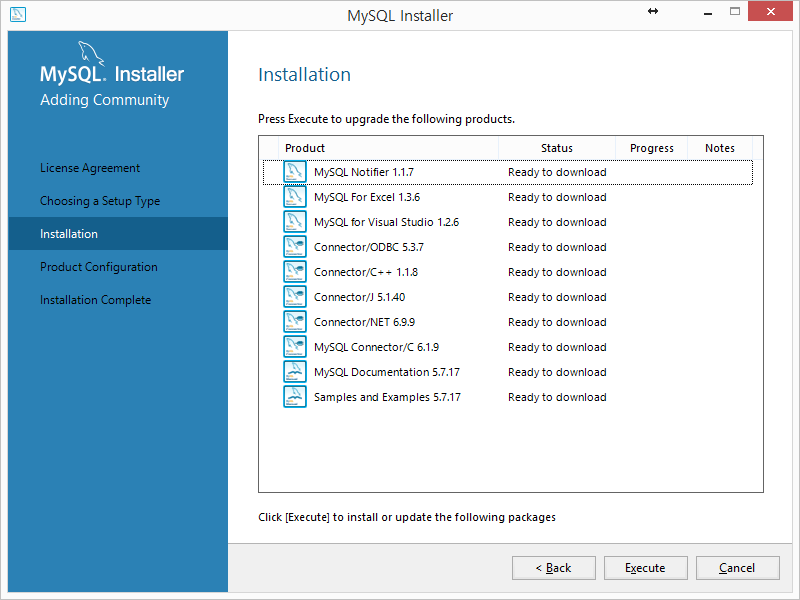 MySQL Installer
MySQL. Installer
Adding Community
License Agreement
Choosing a Setup Type
Installation
Product Configuration
Installation Complete
Installation
Press Execute to upgrade the following products.
Product Status Progress Notes
MySQL Notifier 1.1.7 Ready to download
MySQL For Excel 1.3.6 Ready to download
MySQL for Visual Studio 1.2.6 Ready to download
Connector/ODBC 5.3.7 Ready to download
Connector/C++ 1.1.8 Ready to download
Connector/J 5.1.40 Ready to download
Connector/NET 6.9.9 Ready to download
MySQL Connector/C 6.1.9 Ready to download
MySQL Documentation 5.7.17 Ready to download
Samples and Examples 5.7.17 Ready to download
Click [Execute] to install or update the following packages
< Back Execute Cancel